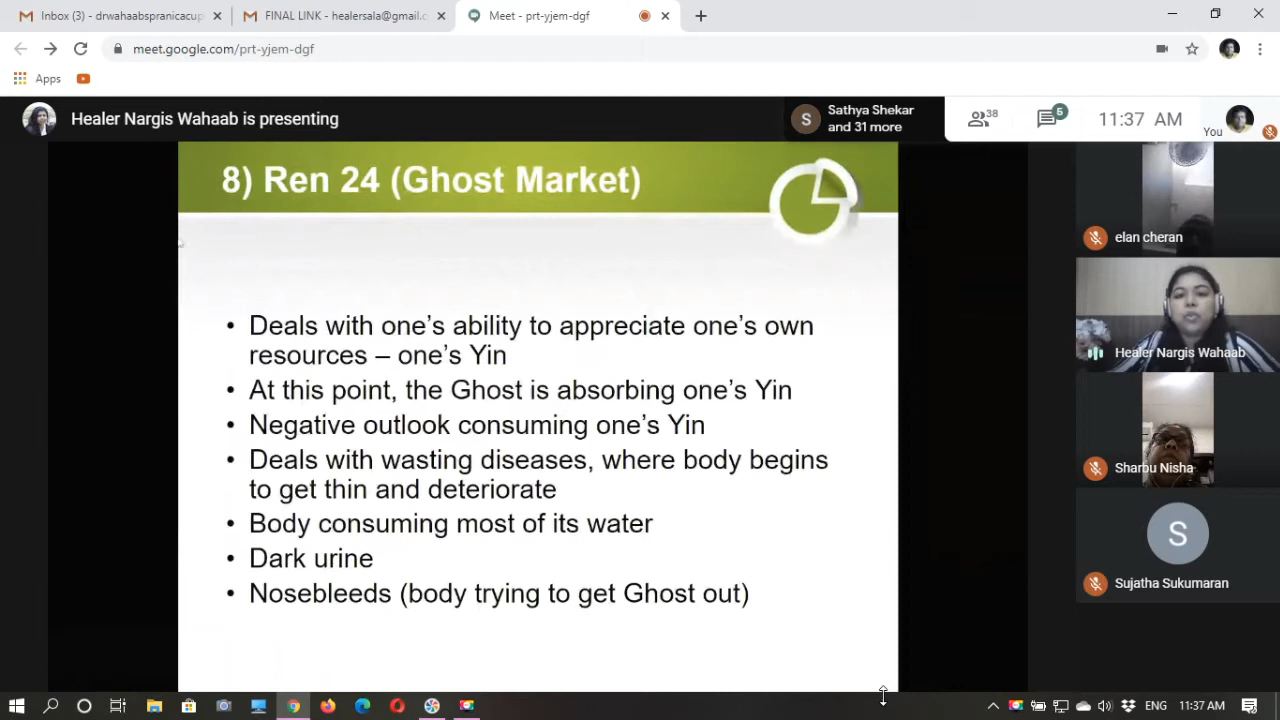 Inbox (3) - drwahaabspranicacup
FINAL LINK - healersala@gmail.c
Meet - prt-yjem-dgf
meet.google.com/prt-yjem-dgf
Apps
Healer Nargis Wahaab is presenting
S
Sathya Shekar
and 31 more
38
5
11:37 AM
You
8) Ren 24 (Ghost Market)
• Deals with one's ability to appreciate one's own
resources – one's Yin
• At this point, the Ghost is absorbing one's Yin
• Negative outlook consuming one's Yin
• Deals with wasting diseases, where body begins
to get thin and deteriorate
• Body consuming most of its water
• Dark urine
• Nosebleeds (body trying to get Ghost out)
elan cheran
Healer Nargis Wahaab
Sharbu Nisha
S
Sujatha Sukumaran
ENG
11:37 AM